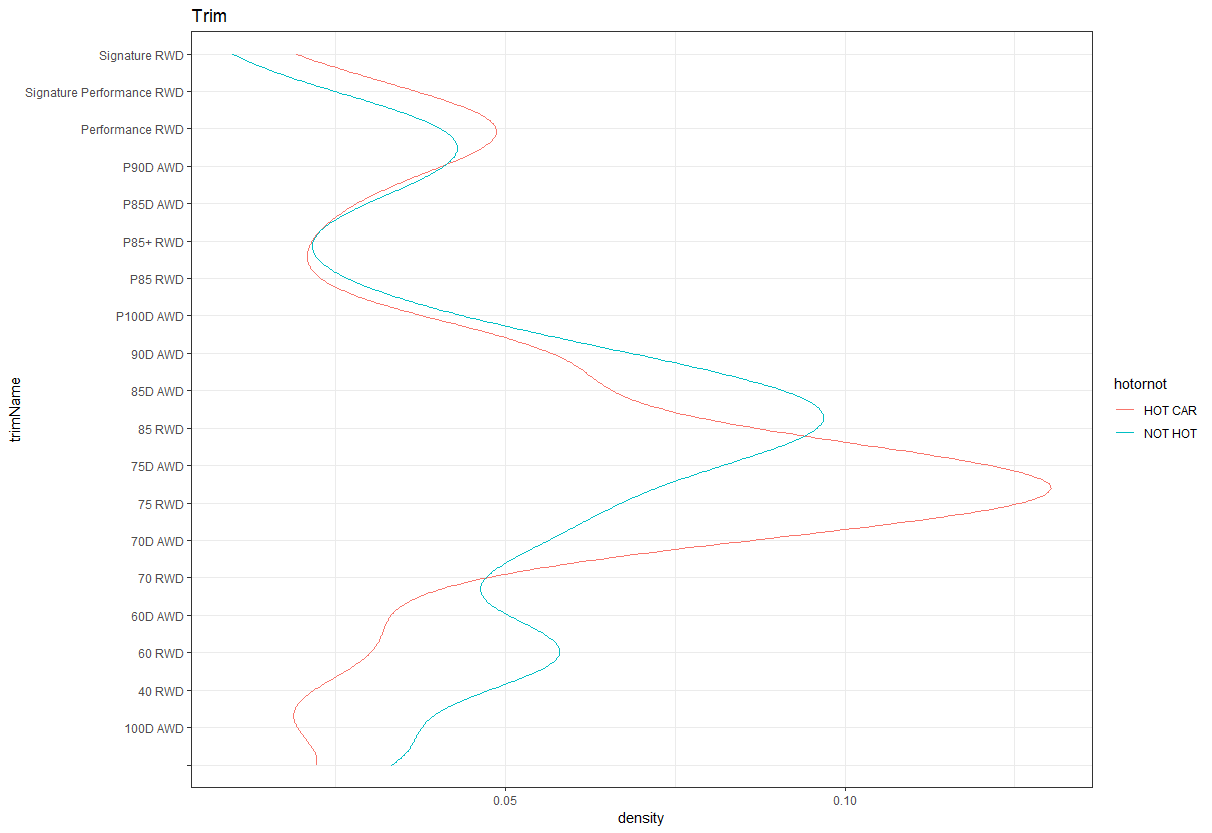 Trim
trimName
Signature RWD
Signature Performance RWD
Performance RWD
P90D AWD
P85D AWD
P85+ RWD
P85 RWD
P100D AWD
90D AWD
85D AWD
85 RWD
75D AWD
75 RWD
70D AWD
70 RWD
60D AWD
60 RWD
40 RWD
100D AWD
0.05 0.10
density
hotornot
HOT CAR
NOT HOT